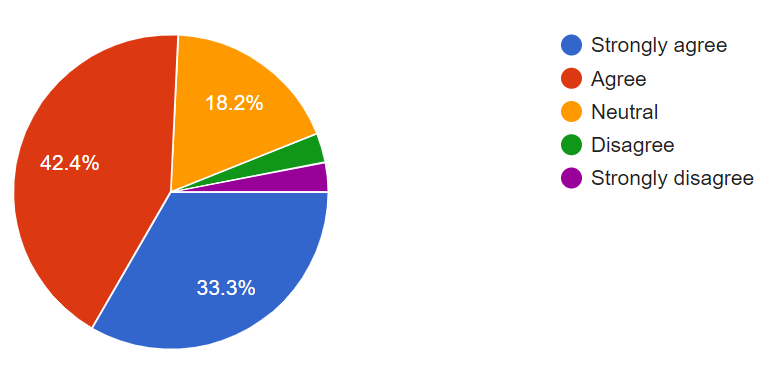 18.2%
42.4%
33.3%
Strongly agree
Agree
Neutral
Disagree
Strongly disagree